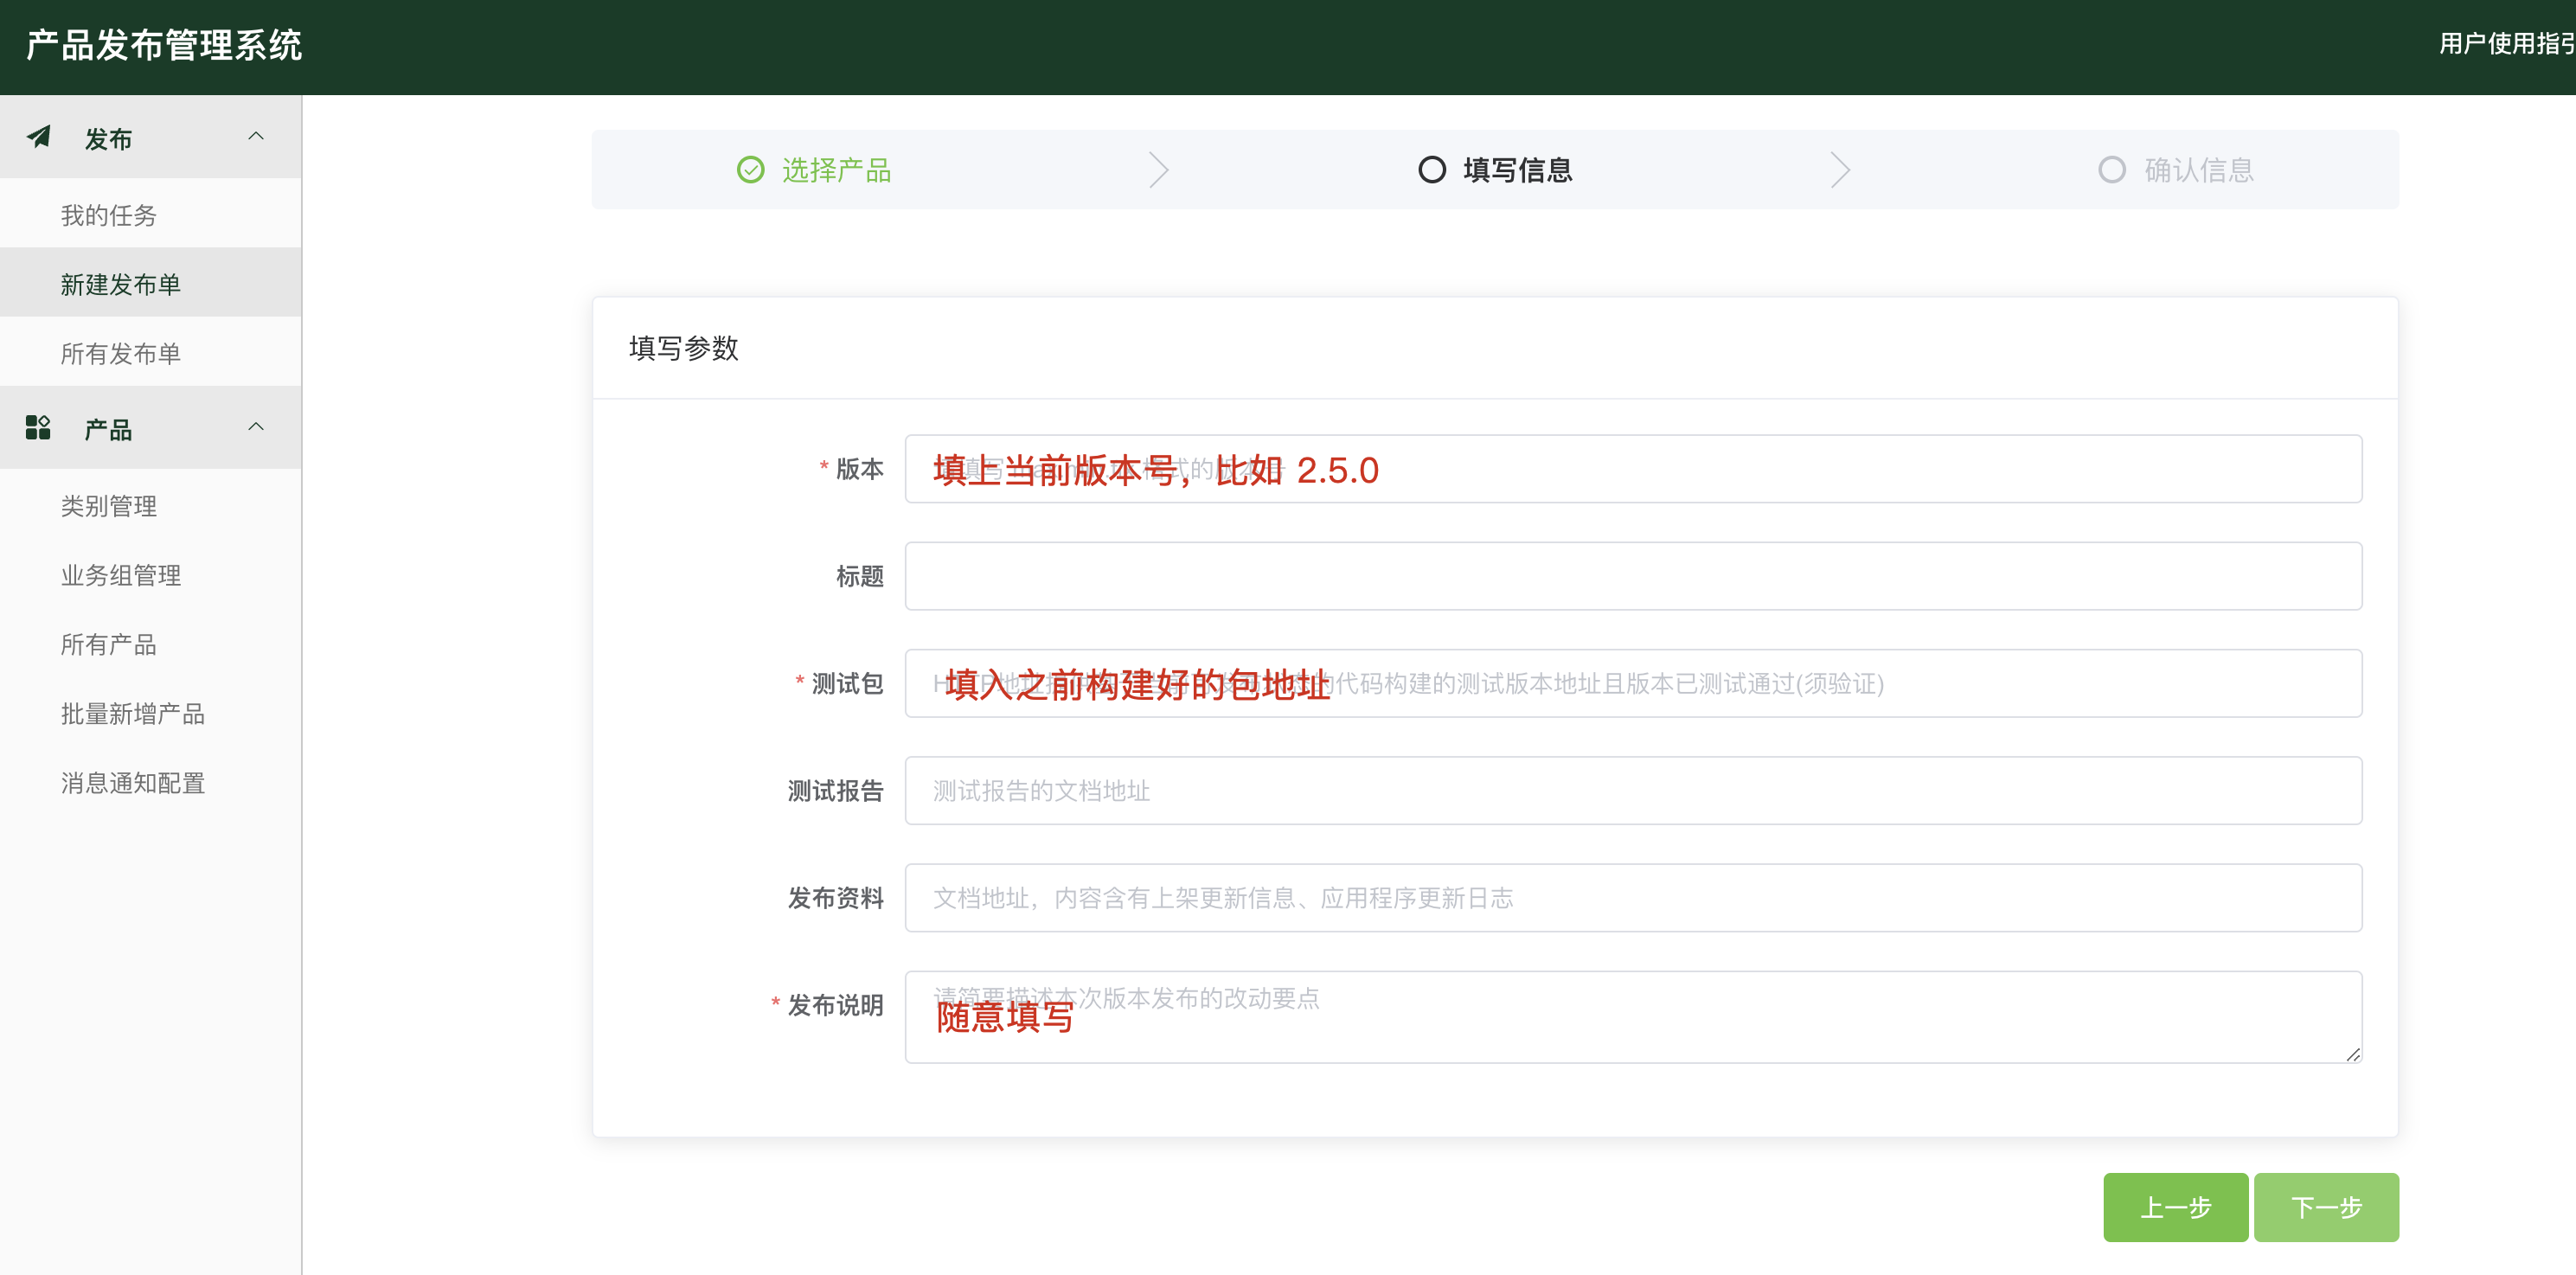 产品发布管理系统
用户使用指引
发布
我的任务
新建发布单
所有发布单
产品
类别管理
业务组管理
所有产品
批量新增产品
消息通知配置
选择产品
填写信息
确认信息
填写参数
* 版本
填上当前版本号，比如 2.5.0
格式的版本号
标题
* 测试包
填入之前构建好的包地址
的代码构建的测试版本地址且版本已测试通过(须验证)
测试报告
测试报告的文档地址
发布资料
文档地址，内容含有上架更新信息、应用程序更新日志
* 发布说明
请简要描述本次版本发布的改动要点
随意填写
上一步
下一步